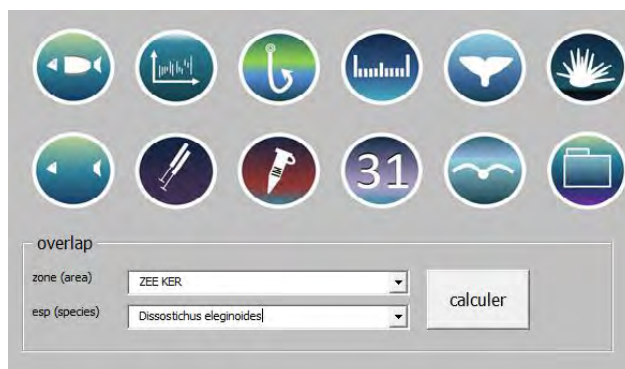 31
overlap
zone (area) ZEE KER
esp (species) Dissostichus eleginoides
calculer